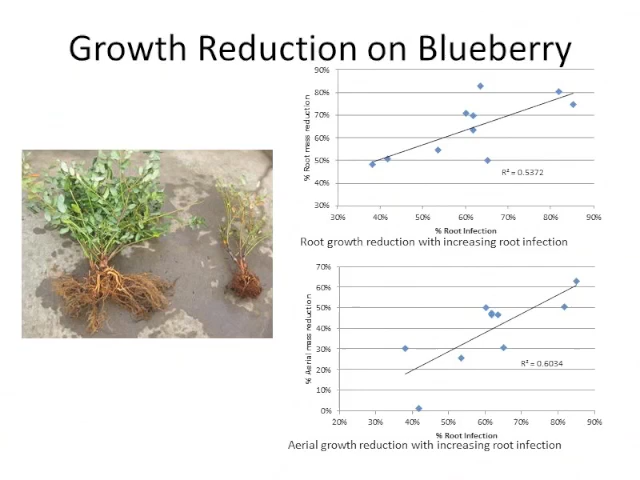 Growth Reduction on Blueberry
90%
80%
70%
60%
50%
40%
30%
% Root mass reduction
R² = 0.5372
30% 40% 50% 60% 70% 80% 90%
% Root Infection
Root growth reduction with increasing root infection
70%
60%
50%
40%
30%
20%
10%
0%
% Aerial mass reduction
R² = 0.6034
20% 30% 40% 50% 60% 70% 80% 90%
% Root Infection
Aerial growth reduction with increasing root infection